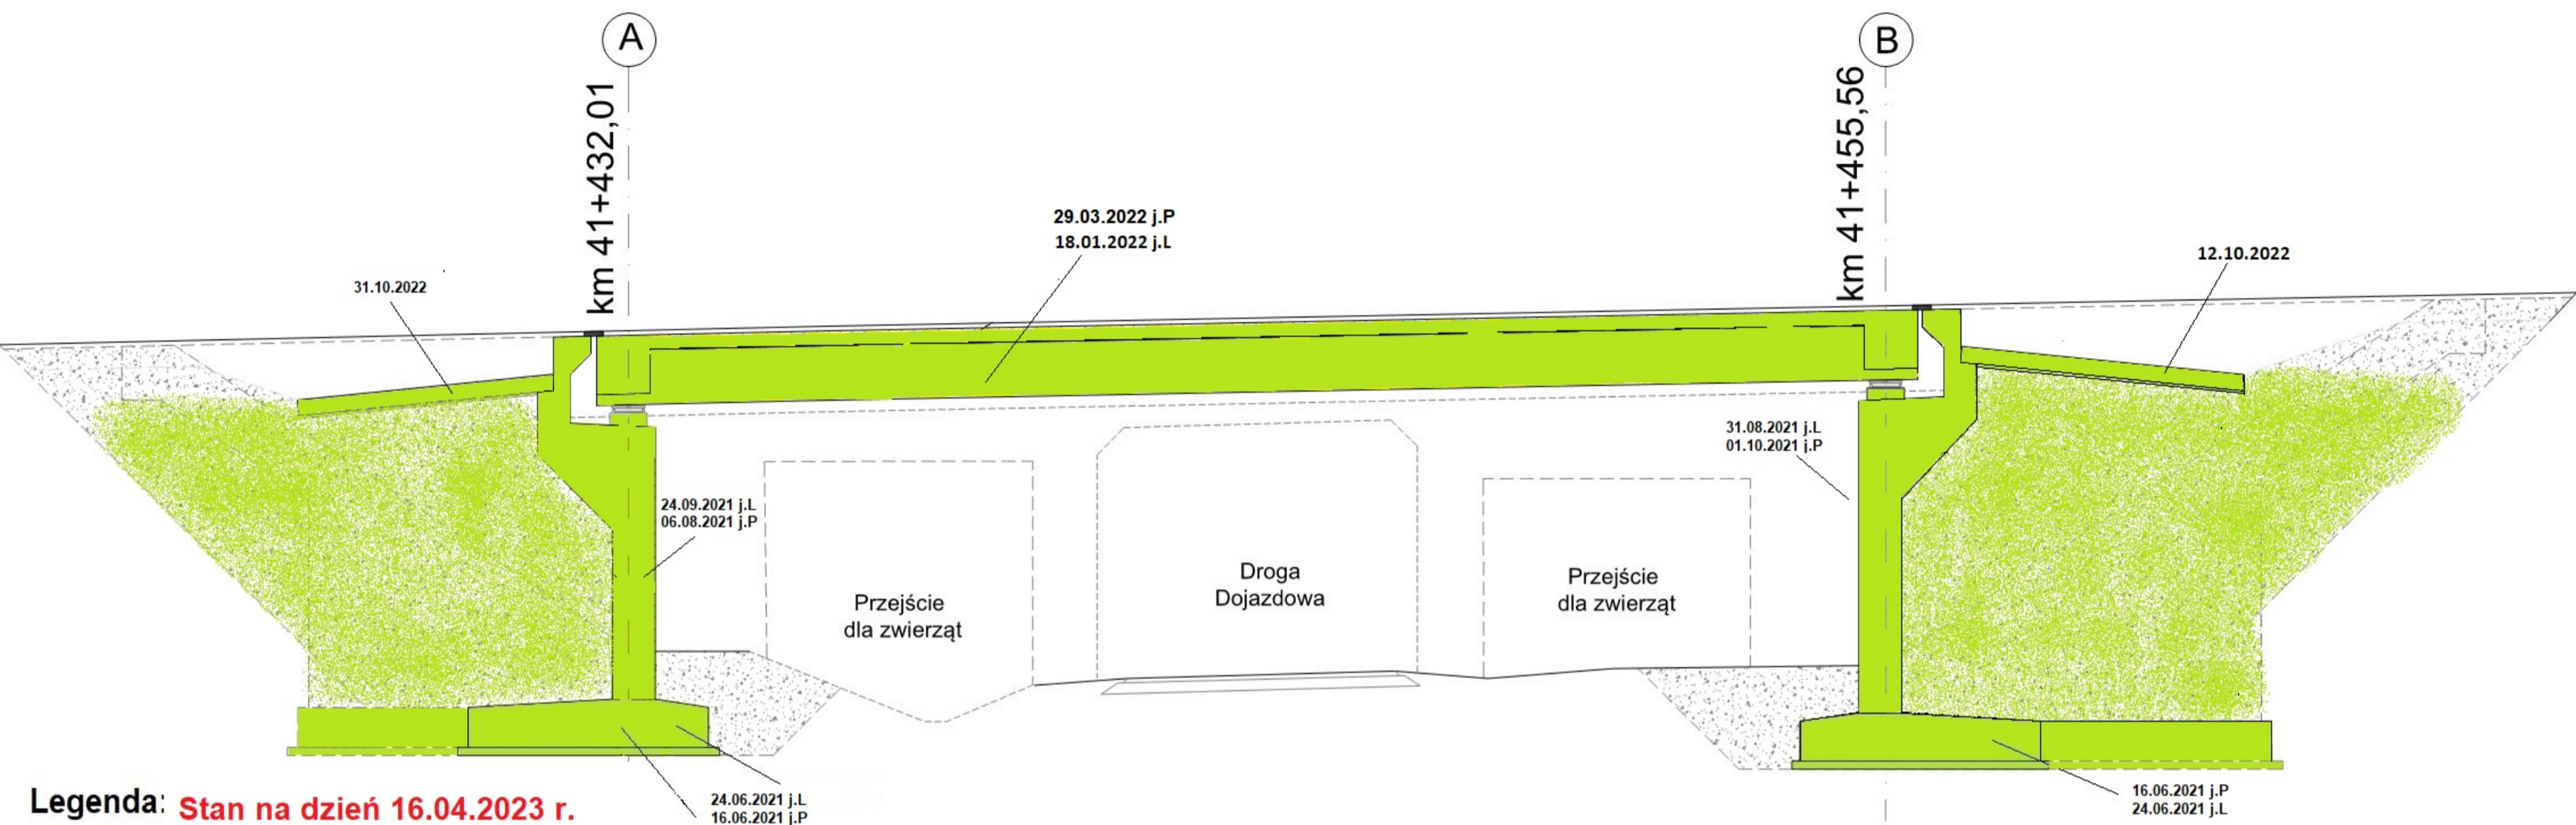 A
B
km 41+432,01
km 41+455,56
29.03.2022 j.P
18.01.2022 j.L
12.10.2022
31.10.2022
31.08.2021 j.L
01.10.2021 j.P
24.09.2021 j.L
06.08.2021 j.P
Przejście
dla zwierząt
Droga
Dojazdowa
Przejście
dla zwierząt
24.06.2021 j.L
16.06.2021 j.P
16.06.2021 j.P
24.06.2021 j.L
Legenda: Stan na dzień 16.04.2023 r.